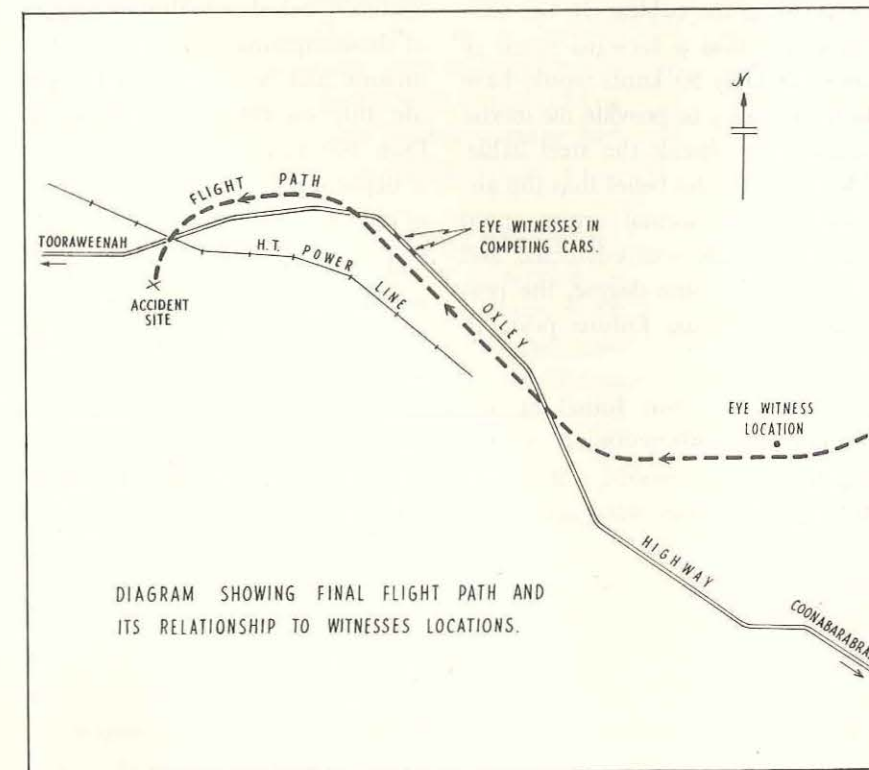 N
FLIGHT PATH
TOORAWEENAH
H.T. POWER LINE
EYE WITNESSES IN
COMPETING CARS.
ACCIDENT
SITE
OXLEY
EYE WITNESS
LOCATION
HIGHWAY
DIAGRAM SHOWING FINAL FLIGHT PATH AND
ITS RELATIONSHIP TO WITNESSES LOCATIONS.
COONABARABRA